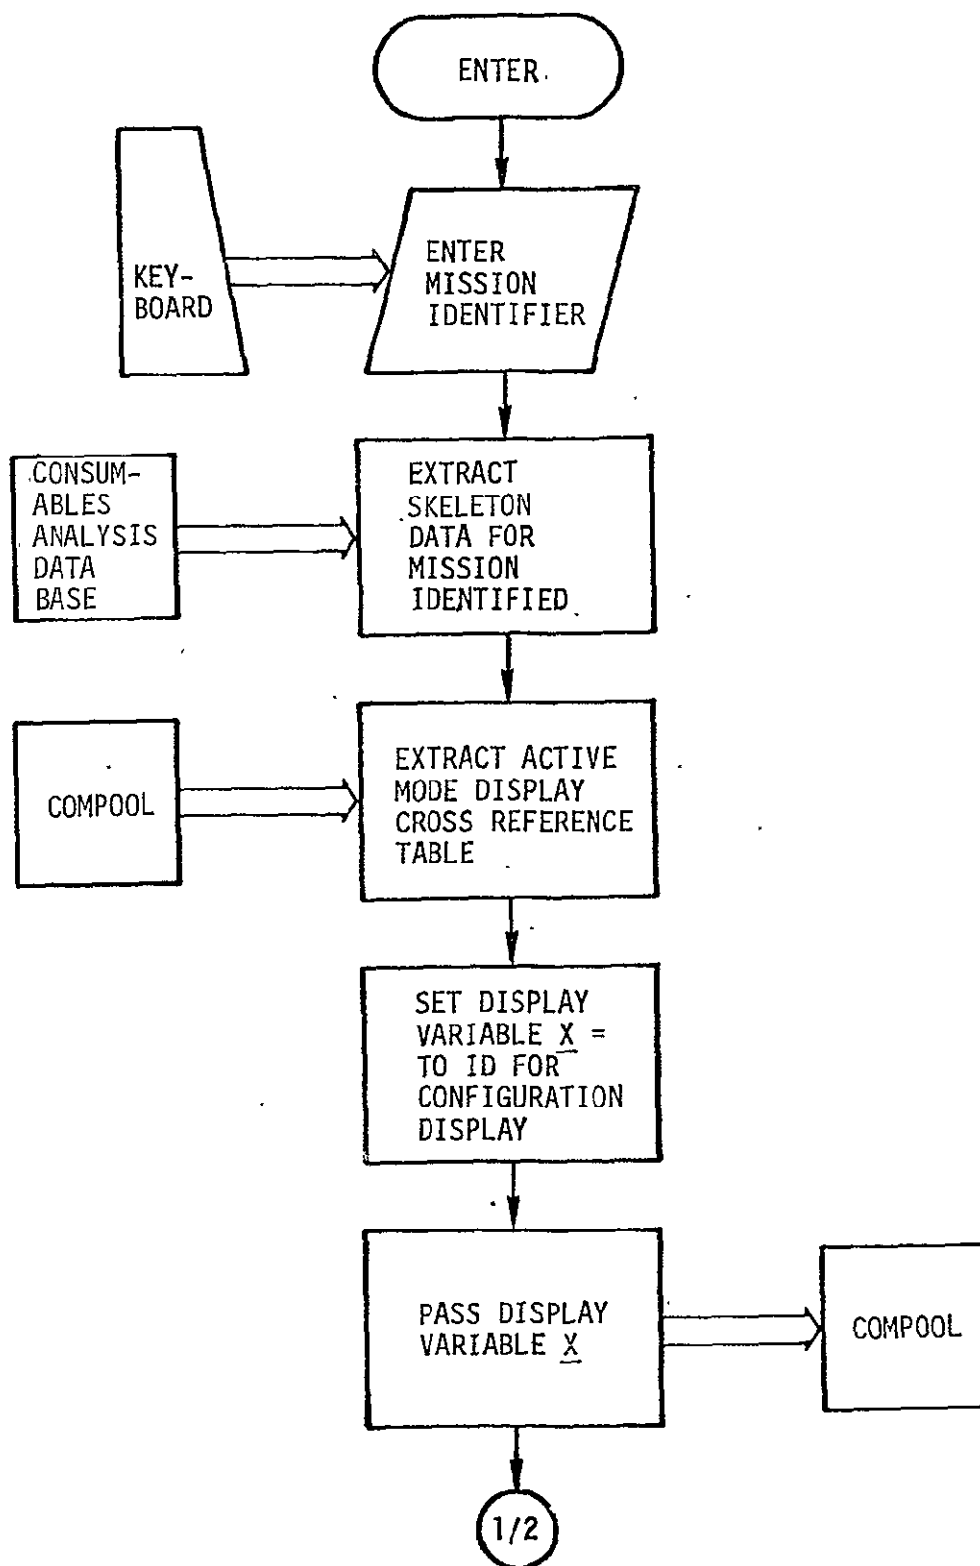 ENTER
KEY-
BOARD
ENTER
MISSION
IDENTIFIER
CONSUM-
ABLES
ANALYSIS
DATA
BASE
EXTRACT
SKELETON
DATA FOR
MISSION
IDENTIFIED
COMPOOL
EXTRACT ACTIVE
MODE DISPLAY
CROSS REFERENCE
TABLE
SET DISPLAY
VARIABLE X =
TO ID FOR
CONFIGURATION
DISPLAY
PASS DISPLAY
VARIABLE X
COMPOOL
1/2